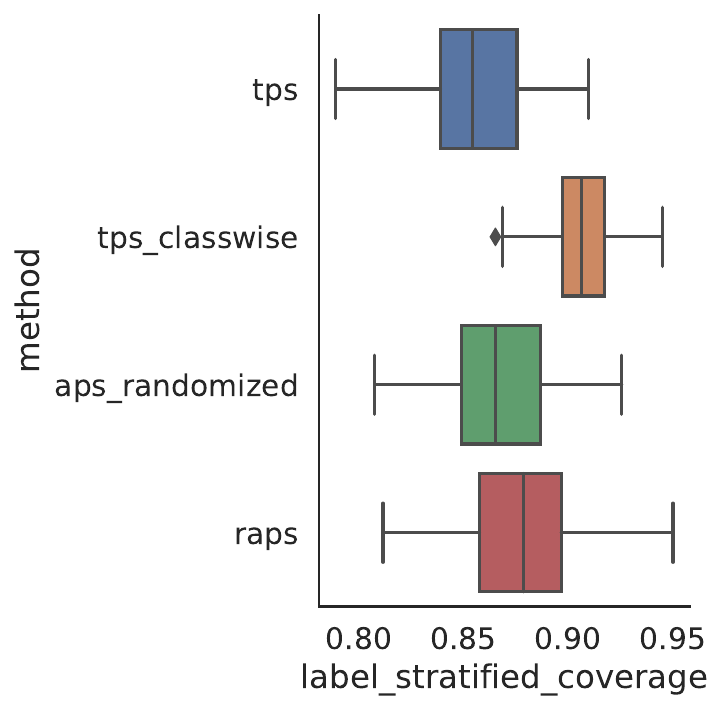 method
tps
tps_classwise
aps_randomized
raps
0.80 0.85 0.90 0.95
label_stratified_coverage